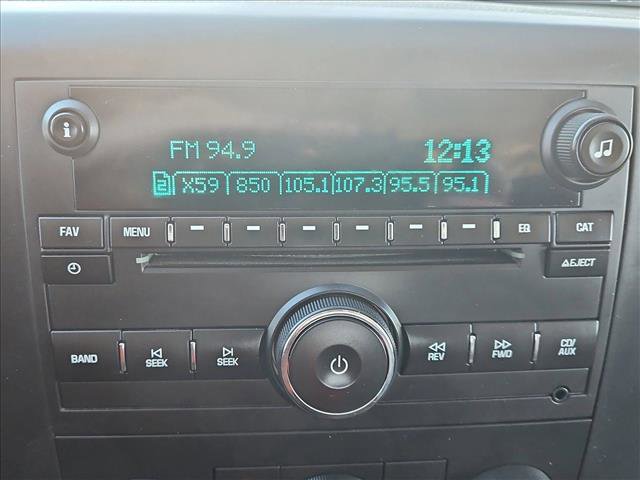 FM 94.9 12:13
2 X59 850 105.1 107.3 95.5 95.1
FAV MENU EQ CAT
EJECT
BAND SEEK SEEK REV FWD CD/
AUX